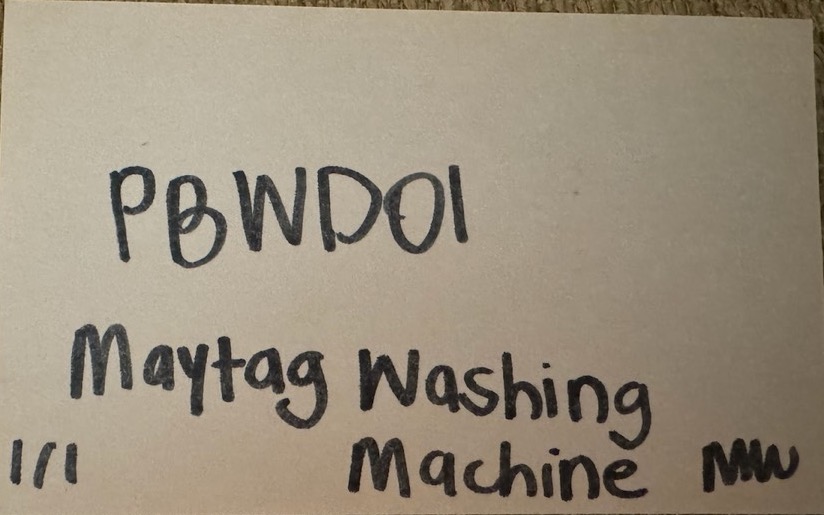 PBWD01
Maytag Washing
1/1 Machine MW